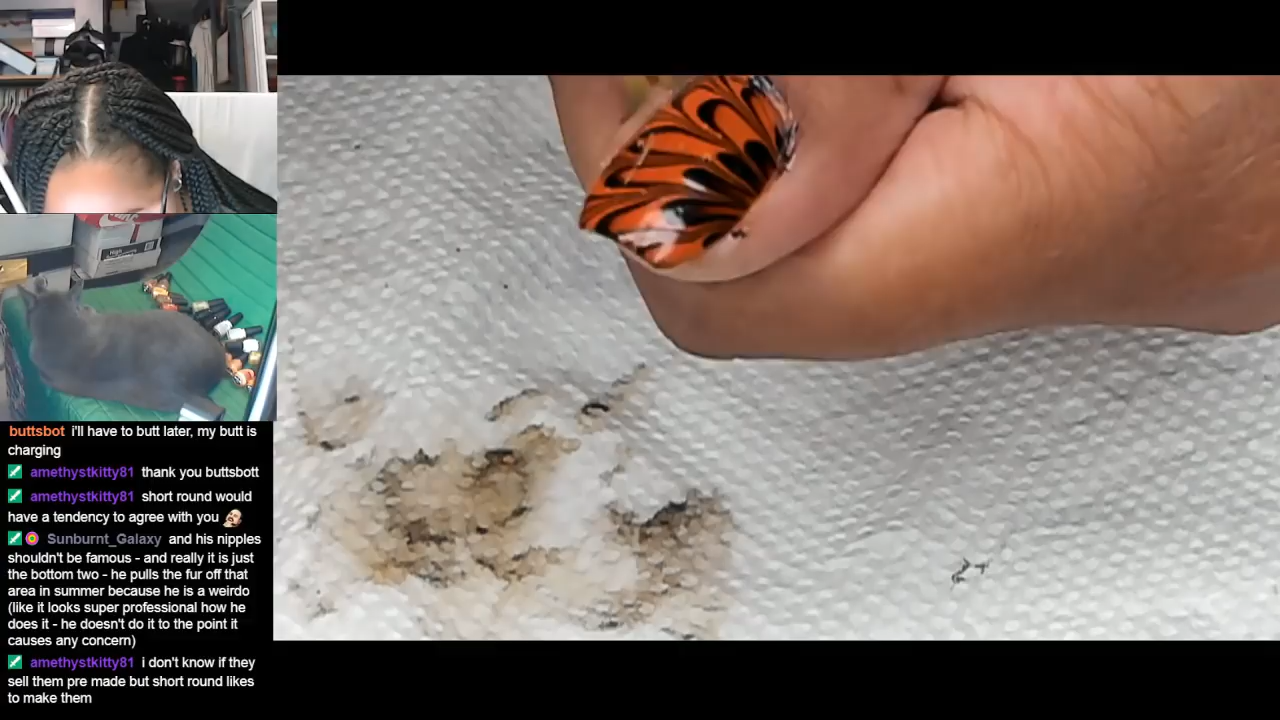 buttsbot i'll have to butt later, my butt is
charging
amethystkitty81 thank you buttsbott
amethystkitty81 short round would
have a tendency to agree with you
Sunburnt_Galaxy and his nipples
shouldn't be famous - and really it is just
the bottom two - he pulls the fur off that
area in summer because he is a weirdo
(like it looks super professional how he
does it - he doesn't do it to the point it
causes any concern)
amethystkitty81 i don't know if they
sell them pre made but short round likes
to make them